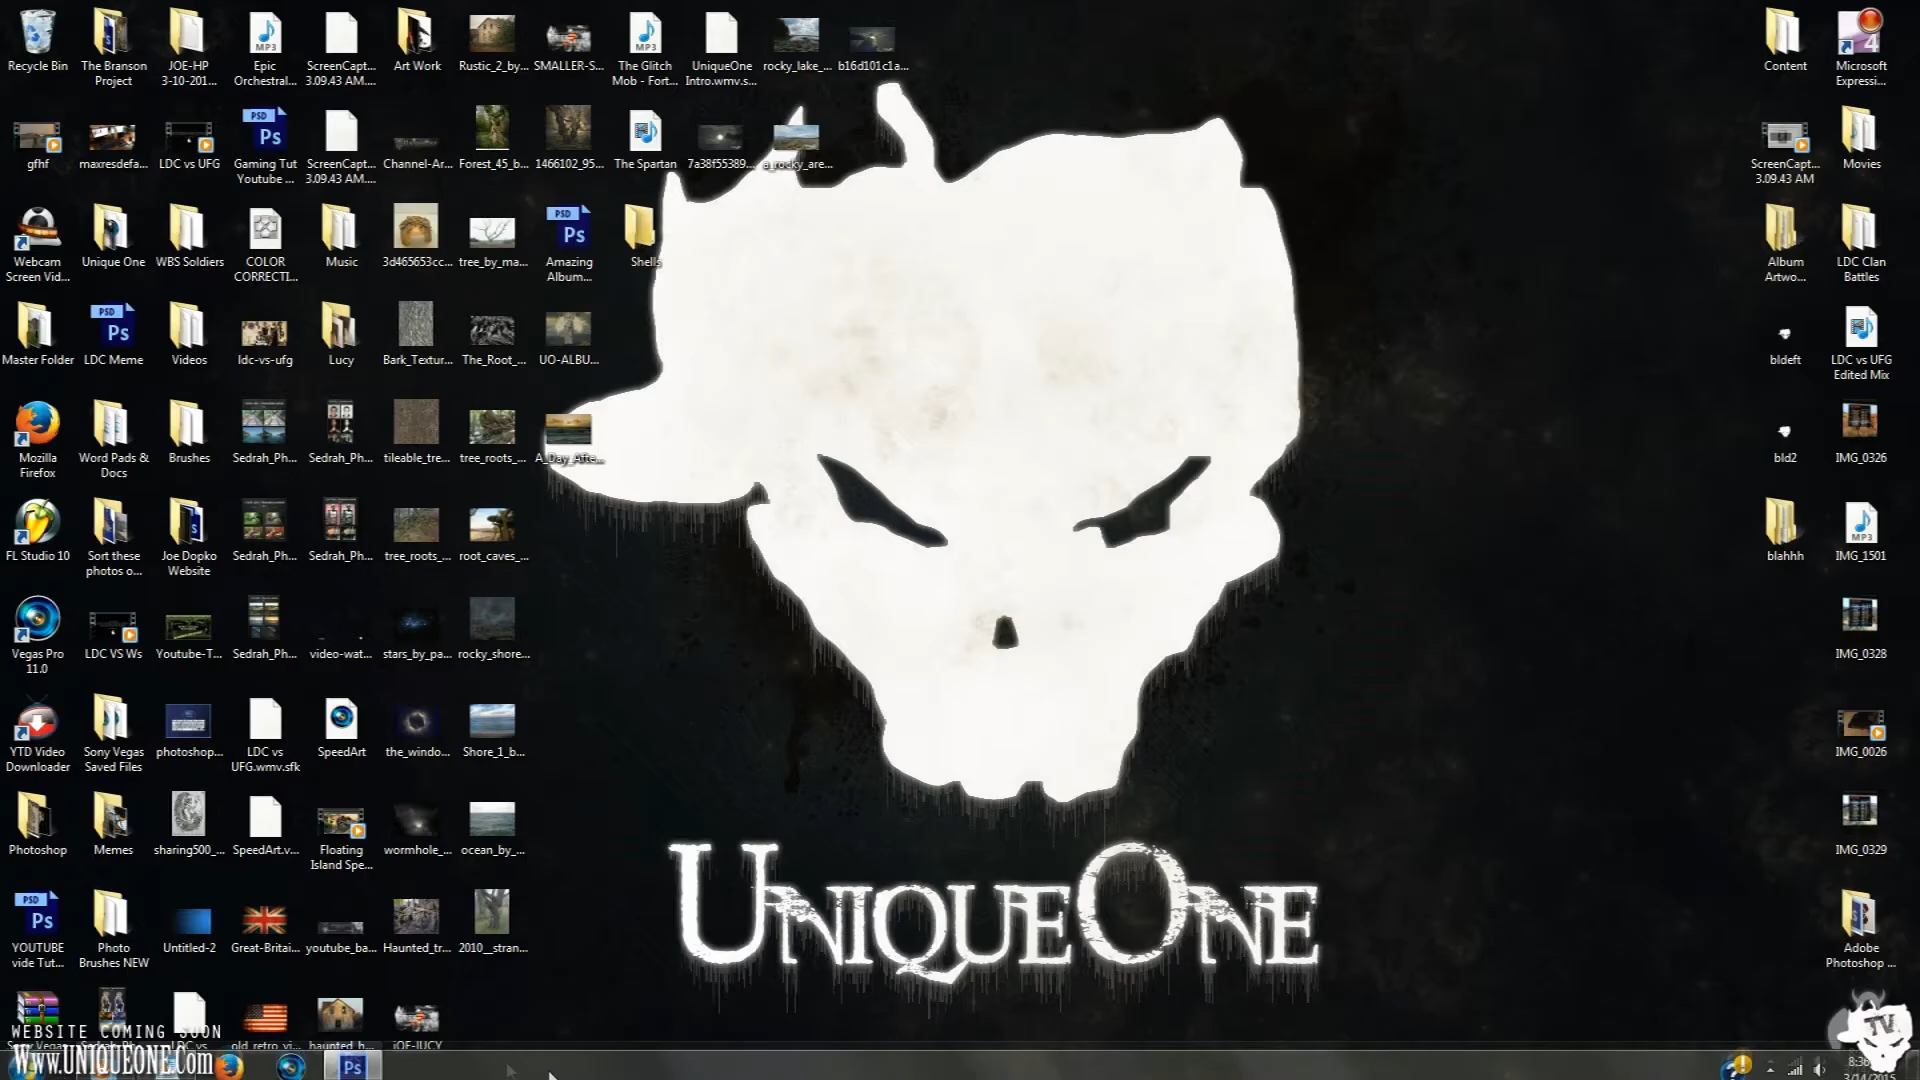 Recycle Bin
The Branson Project
JOE-HP 3-10-201...
Epic Orchestral...
ScreenCapt... 3.09.43 AM....
Art Work
Rustic_2_by...
SMALLER-S...
The Glitch Mob - Fort...
UniqueOne Intro.wmv.s...
rocky_lake_...
b16d101c1a...
Content
Microsoft Expressi...
gfhf
maxresdefa...
LDC vs UFG
Gaming Tut Youtube ...
ScreenCapt... 3.09.43 AM....
Channel-Ar...
Forest_45_b...
1466102_95...
The Spartan
7a38f55389...
a_rocky_are...
ScreenCapt... 3.09.43 AM
Movies
Webcam Screen Vid...
Unique One
WBS Soldiers
COLOR CORRECTI...
Music
3d465653cc...
tree_by_ma...
Amazing Album...
Shells
Album Artwo...
LDC Clan Battles
Master Folder
LDC Meme
Videos
ldc-vs-ufg
Lucy
Bark_Textur...
The_Root_...
UO-ALBU...
bldeft
LDC vs UFG Edited Mix
Mozilla Firefox
Word Pads & Docs
Brushes
Sedrah_Ph...
Sedrah_Ph...
tileable_tre...
tree_roots_...
A_Day_Afte...
bld2
IMG_0326
FL Studio 10
Sort these photos o...
Joe Dopko Website
Sedrah_Ph...
Sedrah_Ph...
tree_roots_...
root_caves_...
blahhh
IMG_1501
Vegas Pro 11.0
LDC VS Ws
Youtube-T...
Sedrah_Ph...
video-wat...
stars_by_pa...
rocky_shore...
IMG_0328
YTD Video Downloader
Sony Vegas Saved Files
photoshop...
LDC vs UFG.wmv.sfk
SpeedArt
the_windo...
Shore_1_b...
IMG_0026
Photoshop
Memes
sharing500_...
SpeedArt.v...
Floating Island Spe...
wormhole_...
ocean_by_...
IMG_0329
YOUTUBE vide Tut...
Photo Brushes NEW
Untitled-2
Great-Britai...
youtube_ba...
Haunted_tr...
2010__stran...
Adobe Photoshop ...
UNIQUEONE
WEBSITE COMING SOON
old_retro_vi...
haunted_h...
jOE-lUCY
WWW.UNIQUEONE.Com
TV